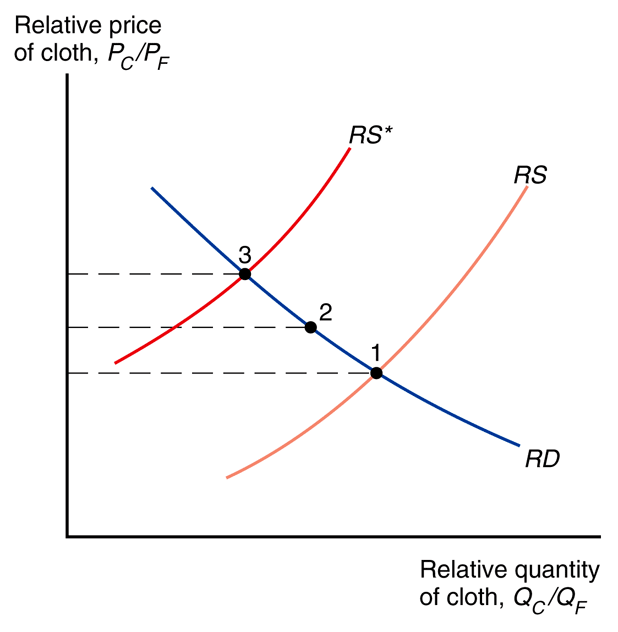 Relative price
of cloth, P_C/P_F
RS*
RS
3
2
1
RD
Relative quantity
of cloth, Q_C/Q_F